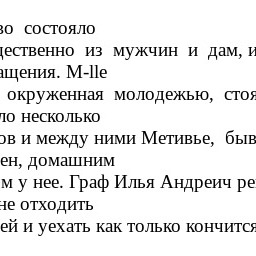 во состояло
щественно из мужчин и дам, и
ащения. M-lle
окруженная молодежью, стоя
ло несколько
ов и между ними Метивье, быв
ен, домашним
м у нее. Граф Илья Андреич ре
не отходить
ей и уехать как только кончится